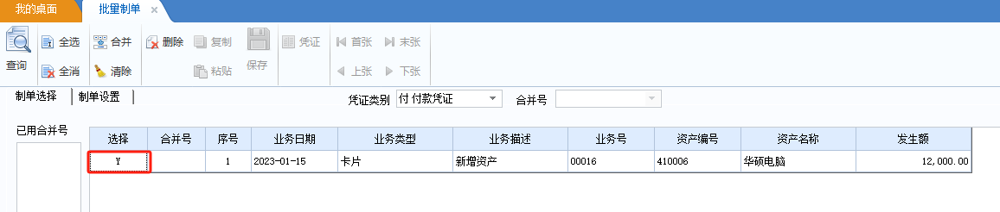 我的桌面 批量制单
全选 合并 删除 复制 凭证 首张 末张
查询 保存
全消 清除 粘贴 上张 下张
制单选择 制单设置 凭证类别 付 付款凭证 合并号
已用合并号
选择 合并号 序号 业务日期 业务类型 业务描述 业务号 资产编号 资产名称 发生额
Y 1 2023-01-15 卡片 新增资产 00016 410006 华硕电脑 12,000.00